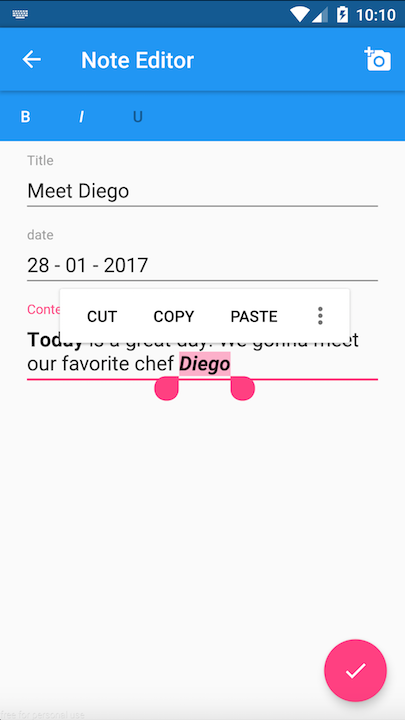 10:10
Note Editor
B I U
Title
Meet Diego
date
28 - 01 - 2017
Conte
CUT COPY PASTE
Today is a great day! We gonna meet
our favorite chef Diego
free for personal use